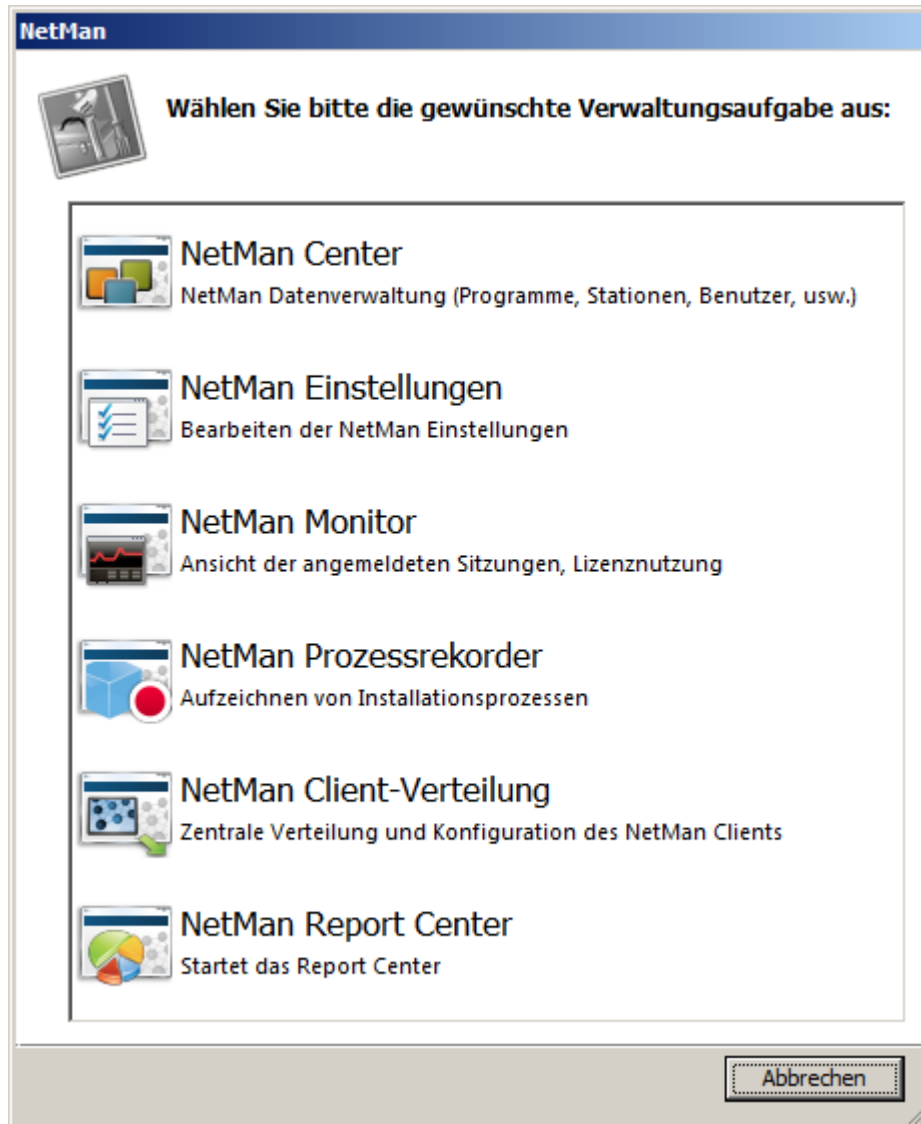 NetMan
Wählen Sie bitte die gewünschte Verwaltungsaufgabe aus:
NetMan Center
NetMan Datenverwaltung (Programme, Stationen, Benutzer, usw.)
NetMan Einstellungen
Bearbeiten der NetMan Einstellungen
NetMan Monitor
Ansicht der angemeldeten Sitzungen, Lizenznutzung
NetMan Prozessrekorder
Aufzeichnen von Installationsprozessen
NetMan Client-Verteilung
Zentrale Verteilung und Konfiguration des NetMan Clients
NetMan Report Center
Startet das Report Center
Abbrechen